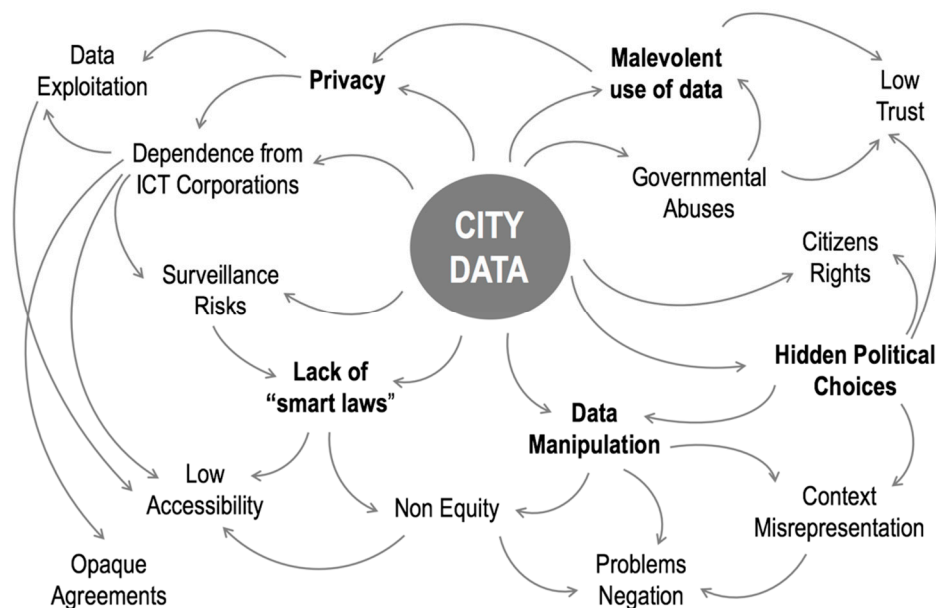 Data
Exploitation
Privacy
Malevolent
use of data
Low
Trust
Dependence from
ICT Corporations
Governmental
Abuses
CITY
DATA
Citizens
Rights
Surveillance
Risks
Lack of
“smart laws”
Hidden Political
Choices
Data
Manipulation
Low
Accessibility
Non Equity
Context
Misrepresentation
Opaque
Agreements
Problems
Negation